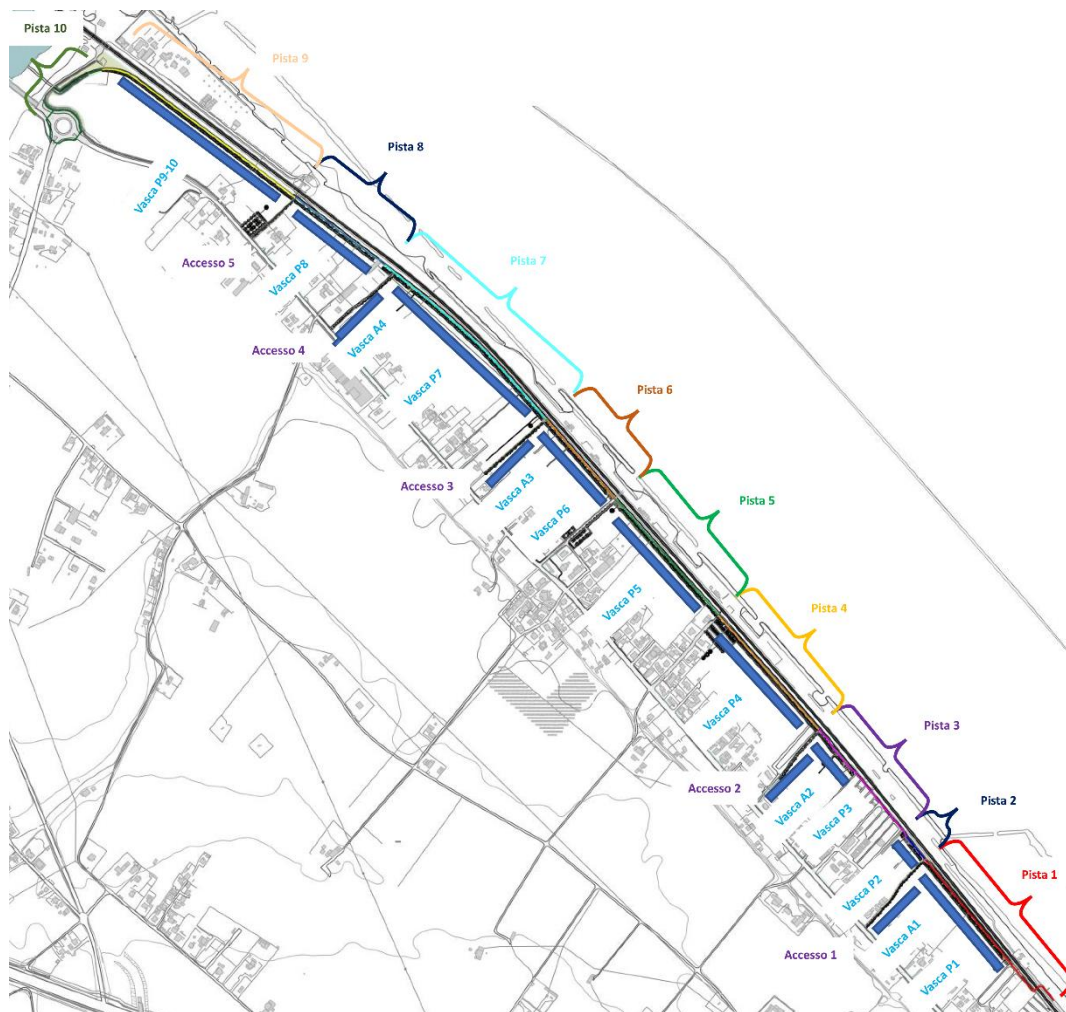 Pista 10
Pista 9
Pista 8
Vasca P9-10
Pista 7
Accesso 5
Vasca P8
Vasca A4
Accesso 4
Vasca P7
Pista 6
Vasca A3
Accesso 3
Vasca P6
Pista 5
Vasca P5
Pista 4
Vasca P4
Pista 3
Accesso 2
Vasca A2
Vasca P3
Pista 2
Pista 1
Vasca P2
Vasca A1
Accesso 1
Vasca P1